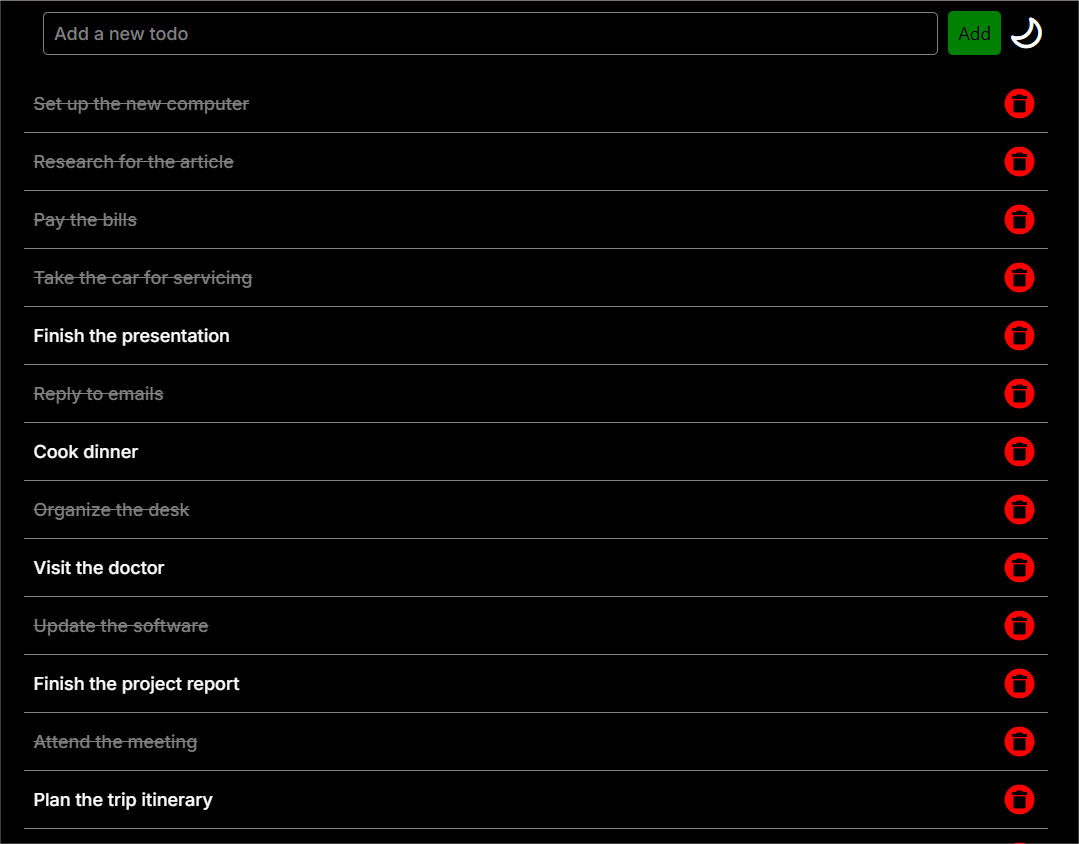 Add a new todo
Add
Set up the new computer
Research for the article
Pay the bills
Take the car for servicing
Finish the presentation
Reply to emails
Cook dinner
Organize the desk
Visit the doctor
Update the software
Finish the project report
Attend the meeting
Plan the trip itinerary